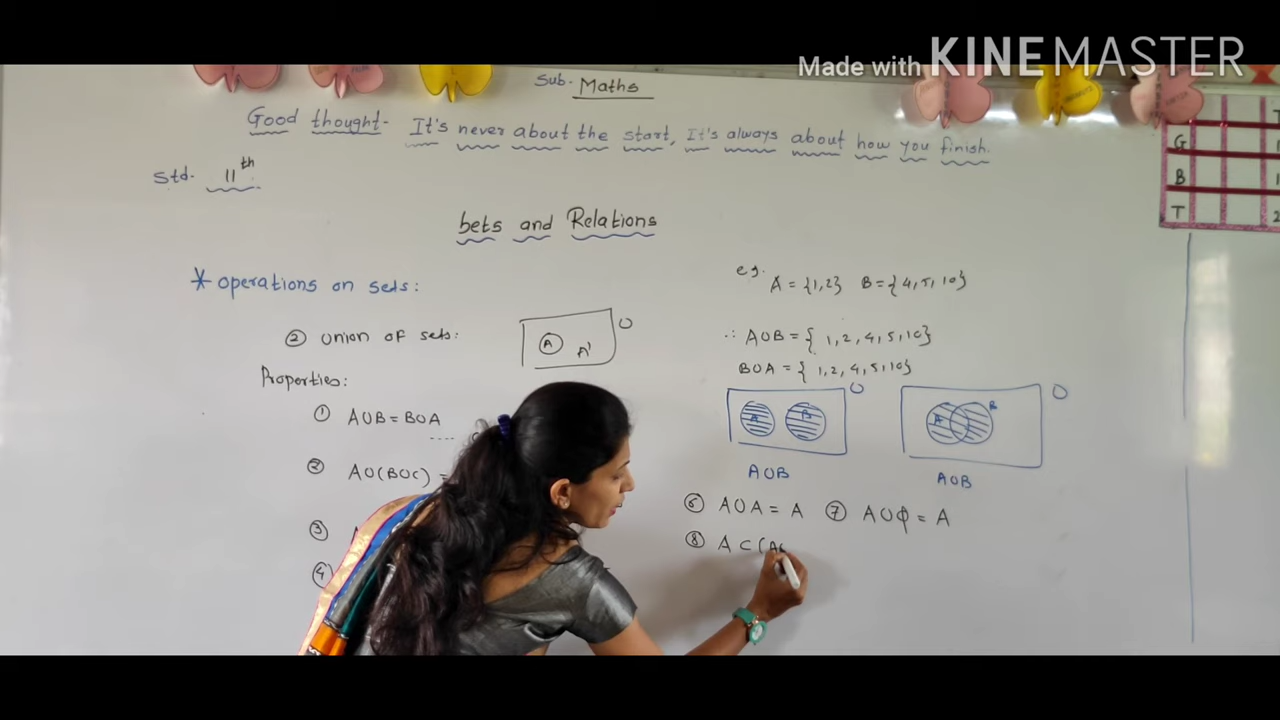 Made with KINEMASTER
Sub. Maths
Good thought- It's never about the start, It's always about how you finish.
Std. 11th
Sets and Relations
* operations on sets:
② Union of sets:
A A' U
Properties:
① A∪B = B∪A
② A∪(B∪C) =
③
④
e.g. A = {1,2} B = {4,5,10}
∴ A∪B = {1,2,4,5,10}
B∪A = {1,2,4,5,10}
A B U
A∪B
A B U
A∪B
⑥ A∪A = A ⑦ A∪Φ = A
⑧ A ⊂ (A
G
B
T